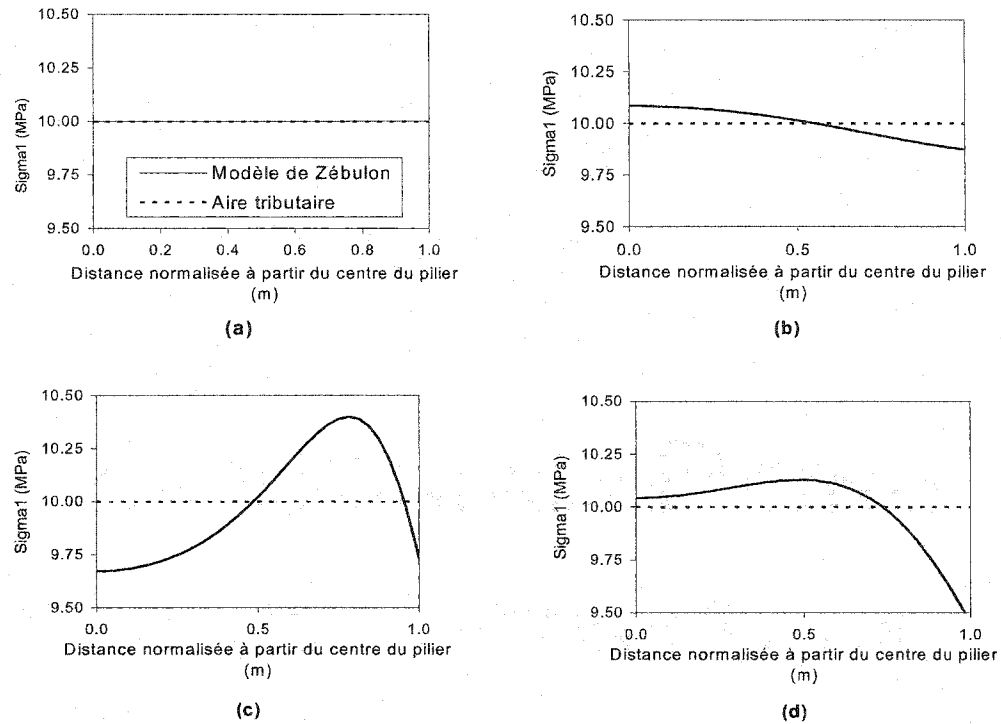 10.50
10.25
10.00
9.75
9.50
Sigma1 (MPa)
Modèle de Zébulon
Aire tributaire
0.0 0.2 0.4 0.6 0.8 1.0
Distance normalisée à partir du centre du pilier
(m)
(a)
10.50
10.25
10.00
9.75
9.50
Sigma1 (MPa)
0.0 0.5 1.0
Distance normalisée à partir du centre du pilier
(m)
(b)
10.50
10.25
10.00
9.75
9.50
Sigma1 (MPa)
0.0 0.5 1.0
Distance normalisée à partir du centre du pilier
(m)
(c)
10.50
10.25
10.00
9.75
9.50
Sigma1 (MPa)
0.0 0.5 1.0
Distance normalisée à partir du centre du pilier
(m)
(d)